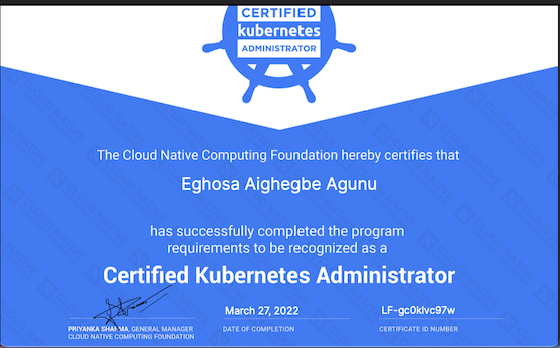 CERTIFIED
kubernetes
ADMINISTRATOR
The Cloud Native Computing Foundation hereby certifies that
Eghosa Aighegbe Agunu
has successfully completed the program
requirements to be recognized as a
Certified Kubernetes Administrator
March 27, 2022
LF-gc0klvc97w
PRIYANKA SHARMA, GENERAL MANAGER
CLOUD NATIVE COMPUTING FOUNDATION
DATE OF COMPLETION
CERTIFICATE ID NUMBER